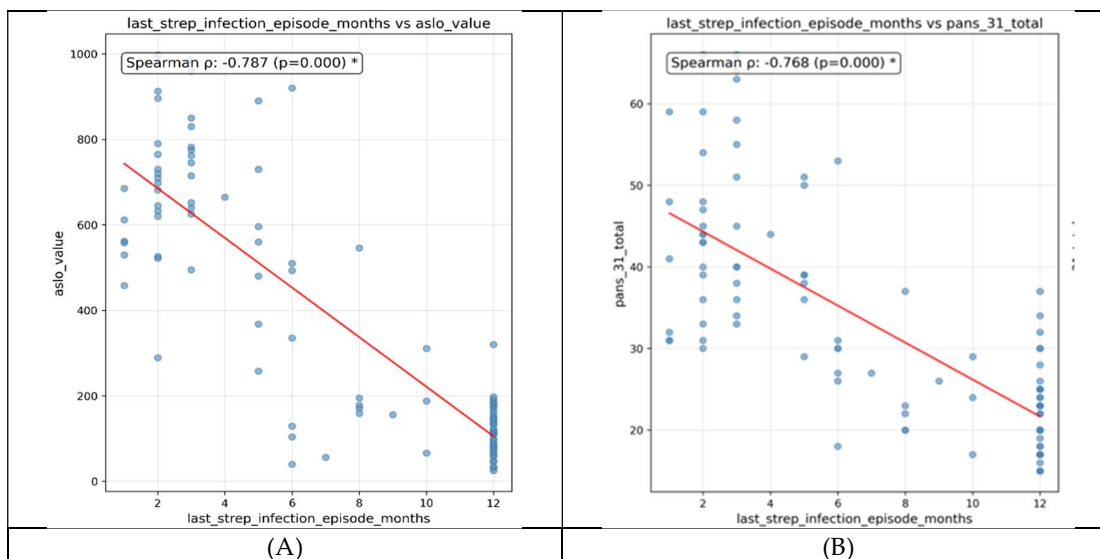 last_strep_infection_episode_months vs aslo_value
Spearman ρ: -0.787 (p=0.000) *
1000
800
600
400
200
0
aslo_value
2 4 6 8 10 12
last_strep_infection_episode_months
(A)
last_strep_infection_episode_months vs pans_31_total
Spearman ρ: -0.768 (p=0.000) *
60
50
40
30
20
pans_31_total
2 4 6 8 10 12
last_strep_infection_episode_months
(B)